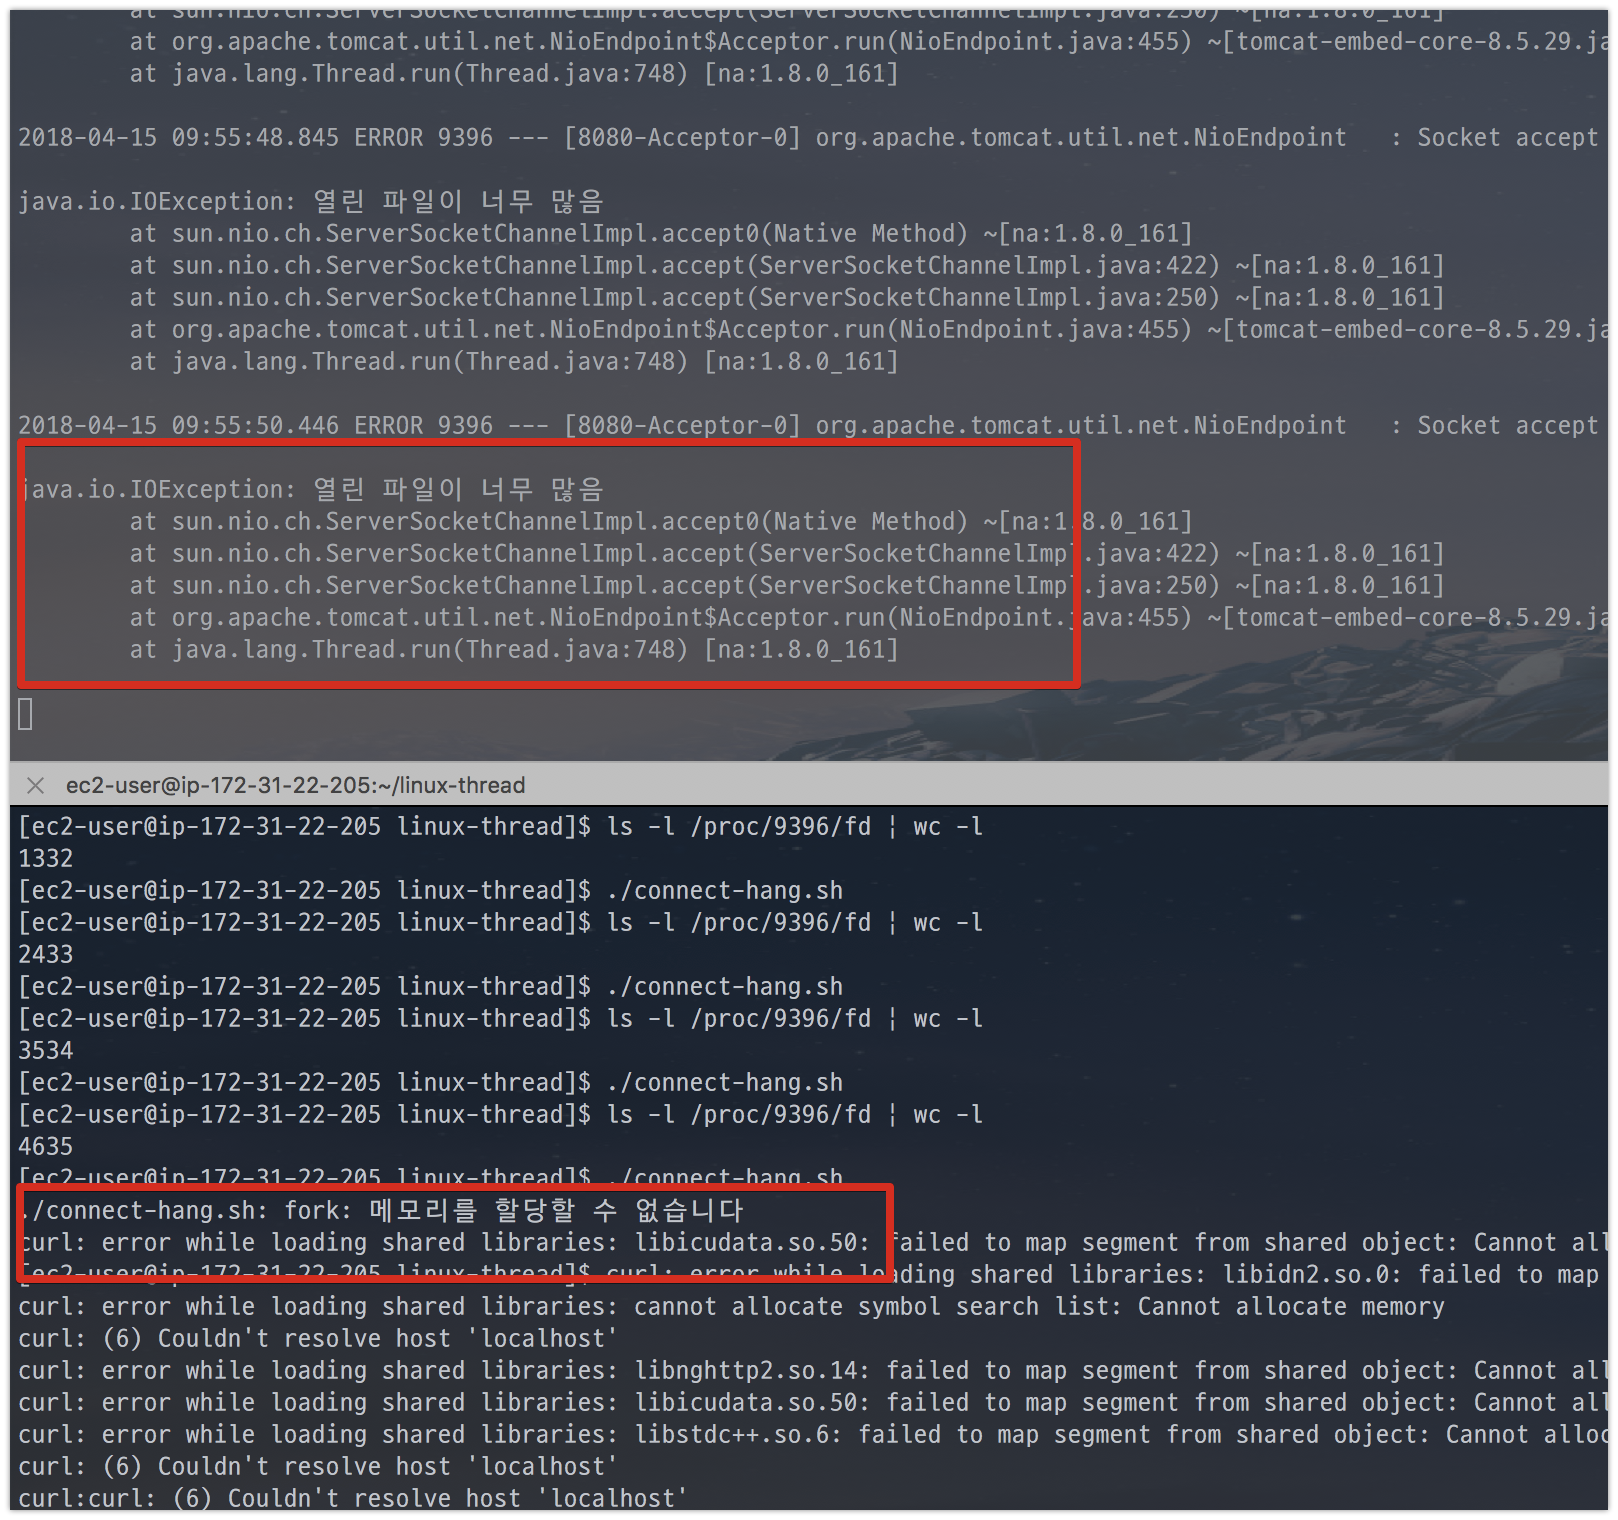 at sun.nio.ch.ServerSocketChannelImpl.accept(ServerSocketChannelImpl.java:250) ~[na:1.8.0_161]
at org.apache.tomcat.util.net.NioEndpoint$Acceptor.run(NioEndpoint.java:455) ~[tomcat-embed-core-8.5.29.ja
at java.lang.Thread.run(Thread.java:748) [na:1.8.0_161]
2018-04-15 09:55:48.845 ERROR 9396 --- [8080-Acceptor-0] org.apache.tomcat.util.net.NioEndpoint   : Socket accept
java.io.IOException: 열린 파일이 너무 많음
at sun.nio.ch.ServerSocketChannelImpl.accept0(Native Method) ~[na:1.8.0_161]
at sun.nio.ch.ServerSocketChannelImpl.accept(ServerSocketChannelImpl.java:422) ~[na:1.8.0_161]
at sun.nio.ch.ServerSocketChannelImpl.accept(ServerSocketChannelImpl.java:250) ~[na:1.8.0_161]
at org.apache.tomcat.util.net.NioEndpoint$Acceptor.run(NioEndpoint.java:455) ~[tomcat-embed-core-8.5.29.ja
at java.lang.Thread.run(Thread.java:748) [na:1.8.0_161]
2018-04-15 09:55:50.446 ERROR 9396 --- [8080-Acceptor-0] org.apache.tomcat.util.net.NioEndpoint   : Socket accept
java.io.IOException: 열린 파일이 너무 많음
at sun.nio.ch.ServerSocketChannelImpl.accept0(Native Method) ~[na:1.8.0_161]
at sun.nio.ch.ServerSocketChannelImpl.accept(ServerSocketChannelImpl.java:422) ~[na:1.8.0_161]
at sun.nio.ch.ServerSocketChannelImpl.accept(ServerSocketChannelImpl.java:250) ~[na:1.8.0_161]
at org.apache.tomcat.util.net.NioEndpoint$Acceptor.run(NioEndpoint.java:455) ~[tomcat-embed-core-8.5.29.ja
at java.lang.Thread.run(Thread.java:748) [na:1.8.0_161]
ec2-user@ip-172-31-22-205:~/linux-thread
[ec2-user@ip-172-31-22-205 linux-thread]$ ls -l /proc/9396/fd | wc -l
1332
[ec2-user@ip-172-31-22-205 linux-thread]$ ./connect-hang.sh
[ec2-user@ip-172-31-22-205 linux-thread]$ ls -l /proc/9396/fd | wc -l
2433
[ec2-user@ip-172-31-22-205 linux-thread]$ ./connect-hang.sh
[ec2-user@ip-172-31-22-205 linux-thread]$ ls -l /proc/9396/fd | wc -l
3534
[ec2-user@ip-172-31-22-205 linux-thread]$ ./connect-hang.sh
[ec2-user@ip-172-31-22-205 linux-thread]$ ls -l /proc/9396/fd | wc -l
4635
[ec2-user@ip-172-31-22-205 linux-thread]$ ./connect-hang.sh
./connect-hang.sh: fork: 메모리를 할당할 수 없습니다
curl: error while loading shared libraries: libicudata.so.50: failed to map segment from shared object: Cannot all
[ec2-user@ip-172-31-22-205 linux-thread]$ curl: error while loading shared libraries: libidn2.so.0: failed to map
curl: error while loading shared libraries: cannot allocate symbol search list: Cannot allocate memory
curl: (6) Couldn't resolve host 'localhost'
curl: error while loading shared libraries: libnghttp2.so.14: failed to map segment from shared object: Cannot all
curl: error while loading shared libraries: libicudata.so.50: failed to map segment from shared object: Cannot all
curl: error while loading shared libraries: libstdc++.so.6: failed to map segment from shared object: Cannot alloc
curl: (6) Couldn't resolve host 'localhost'
curl:curl: (6) Couldn't resolve host 'localhost'